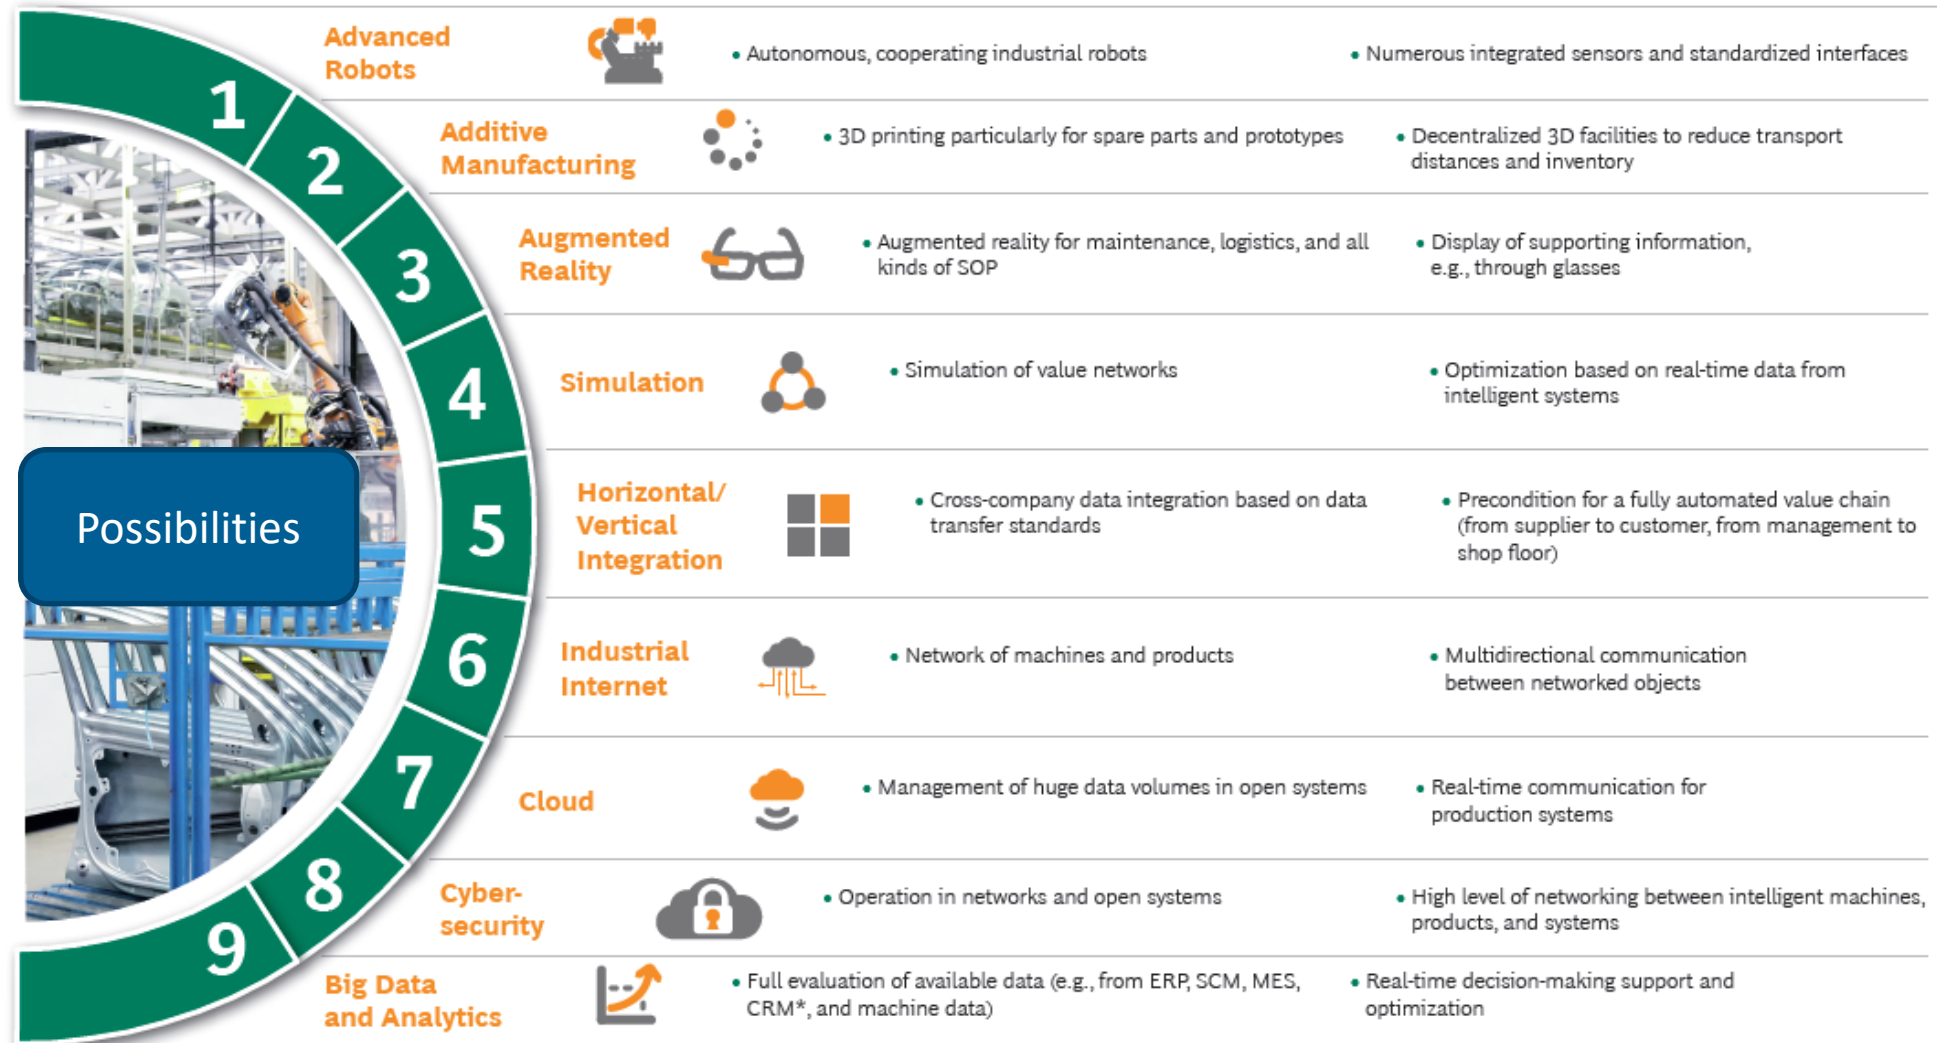 1
Advanced
Robots
• Autonomous, cooperating industrial robots
• Numerous integrated sensors and standardized interfaces
2
Additive
Manufacturing
• 3D printing particularly for spare parts and prototypes
• Decentralized 3D facilities to reduce transport
distances and inventory
3
Augmented
Reality
• Augmented reality for maintenance, logistics, and all
kinds of SOP
• Display of supporting information,
e.g., through glasses
4
Simulation
• Simulation of value networks
• Optimization based on real-time data from
intelligent systems
Possibilities
5
Horizontal/
Vertical
Integration
• Cross-company data integration based on data
transfer standards
• Precondition for a fully automated value chain
(from supplier to customer, from management to
shop floor)
6
Industrial
Internet
• Network of machines and products
• Multidirectional communication
between networked objects
7
Cloud
• Management of huge data volumes in open systems
• Real-time communication for
production systems
8
Cyber-
security
• Operation in networks and open systems
• High level of networking between intelligent machines,
products, and systems
9
Big Data
and Analytics
• Full evaluation of available data (e.g., from ERP, SCM, MES,
CRM*, and machine data)
• Real-time decision-making support and
optimization